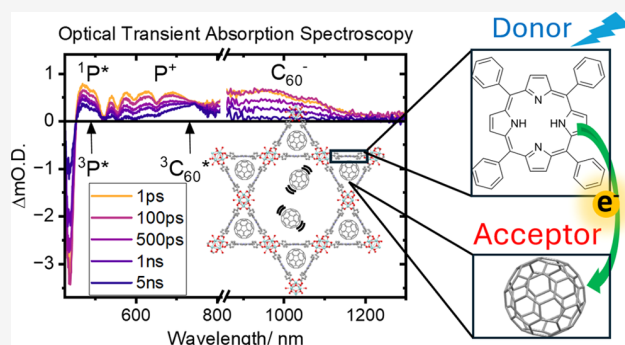 Optical Transient Absorption Spectroscopy
Donor
¹P*
P⁺
C₆₀⁻
³P*
³C₆₀*
1ps
100ps
500ps
1ns
5ns
0
−1
−2
−3
ΔmO.D.
600
800
1000
1200
Wavelength/ nm
N
NH
HN
N
e⁻
Acceptor